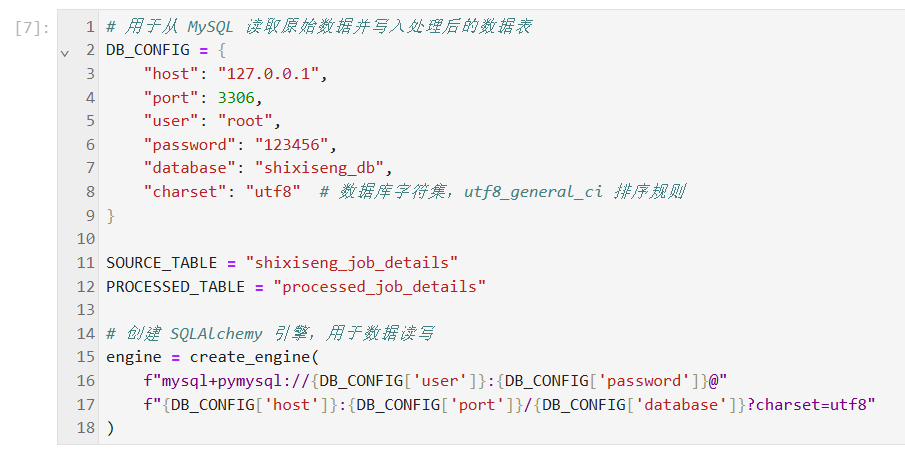 [7]:
1 # 用于从 MySQL 读取原始数据并写入处理后的数据表
2 DB_CONFIG = {
3     "host": "127.0.0.1",
4     "port": 3306,
5     "user": "root",
6     "password": "123456",
7     "database": "shixiseng_db",
8     "charset": "utf8"  # 数据库字符集，utf8_general_ci 排序规则
9 }
10
11 SOURCE_TABLE = "shixiseng_job_details"
12 PROCESSED_TABLE = "processed_job_details"
13
14 # 创建 SQLAlchemy 引擎，用于数据读写
15 engine = create_engine(
16     f"mysql+pymysql://{DB_CONFIG['user']}:{DB_CONFIG['password']}@"
17     f"{DB_CONFIG['host']}:{DB_CONFIG['port']}/{DB_CONFIG['database']}?charset=utf8"
18 )